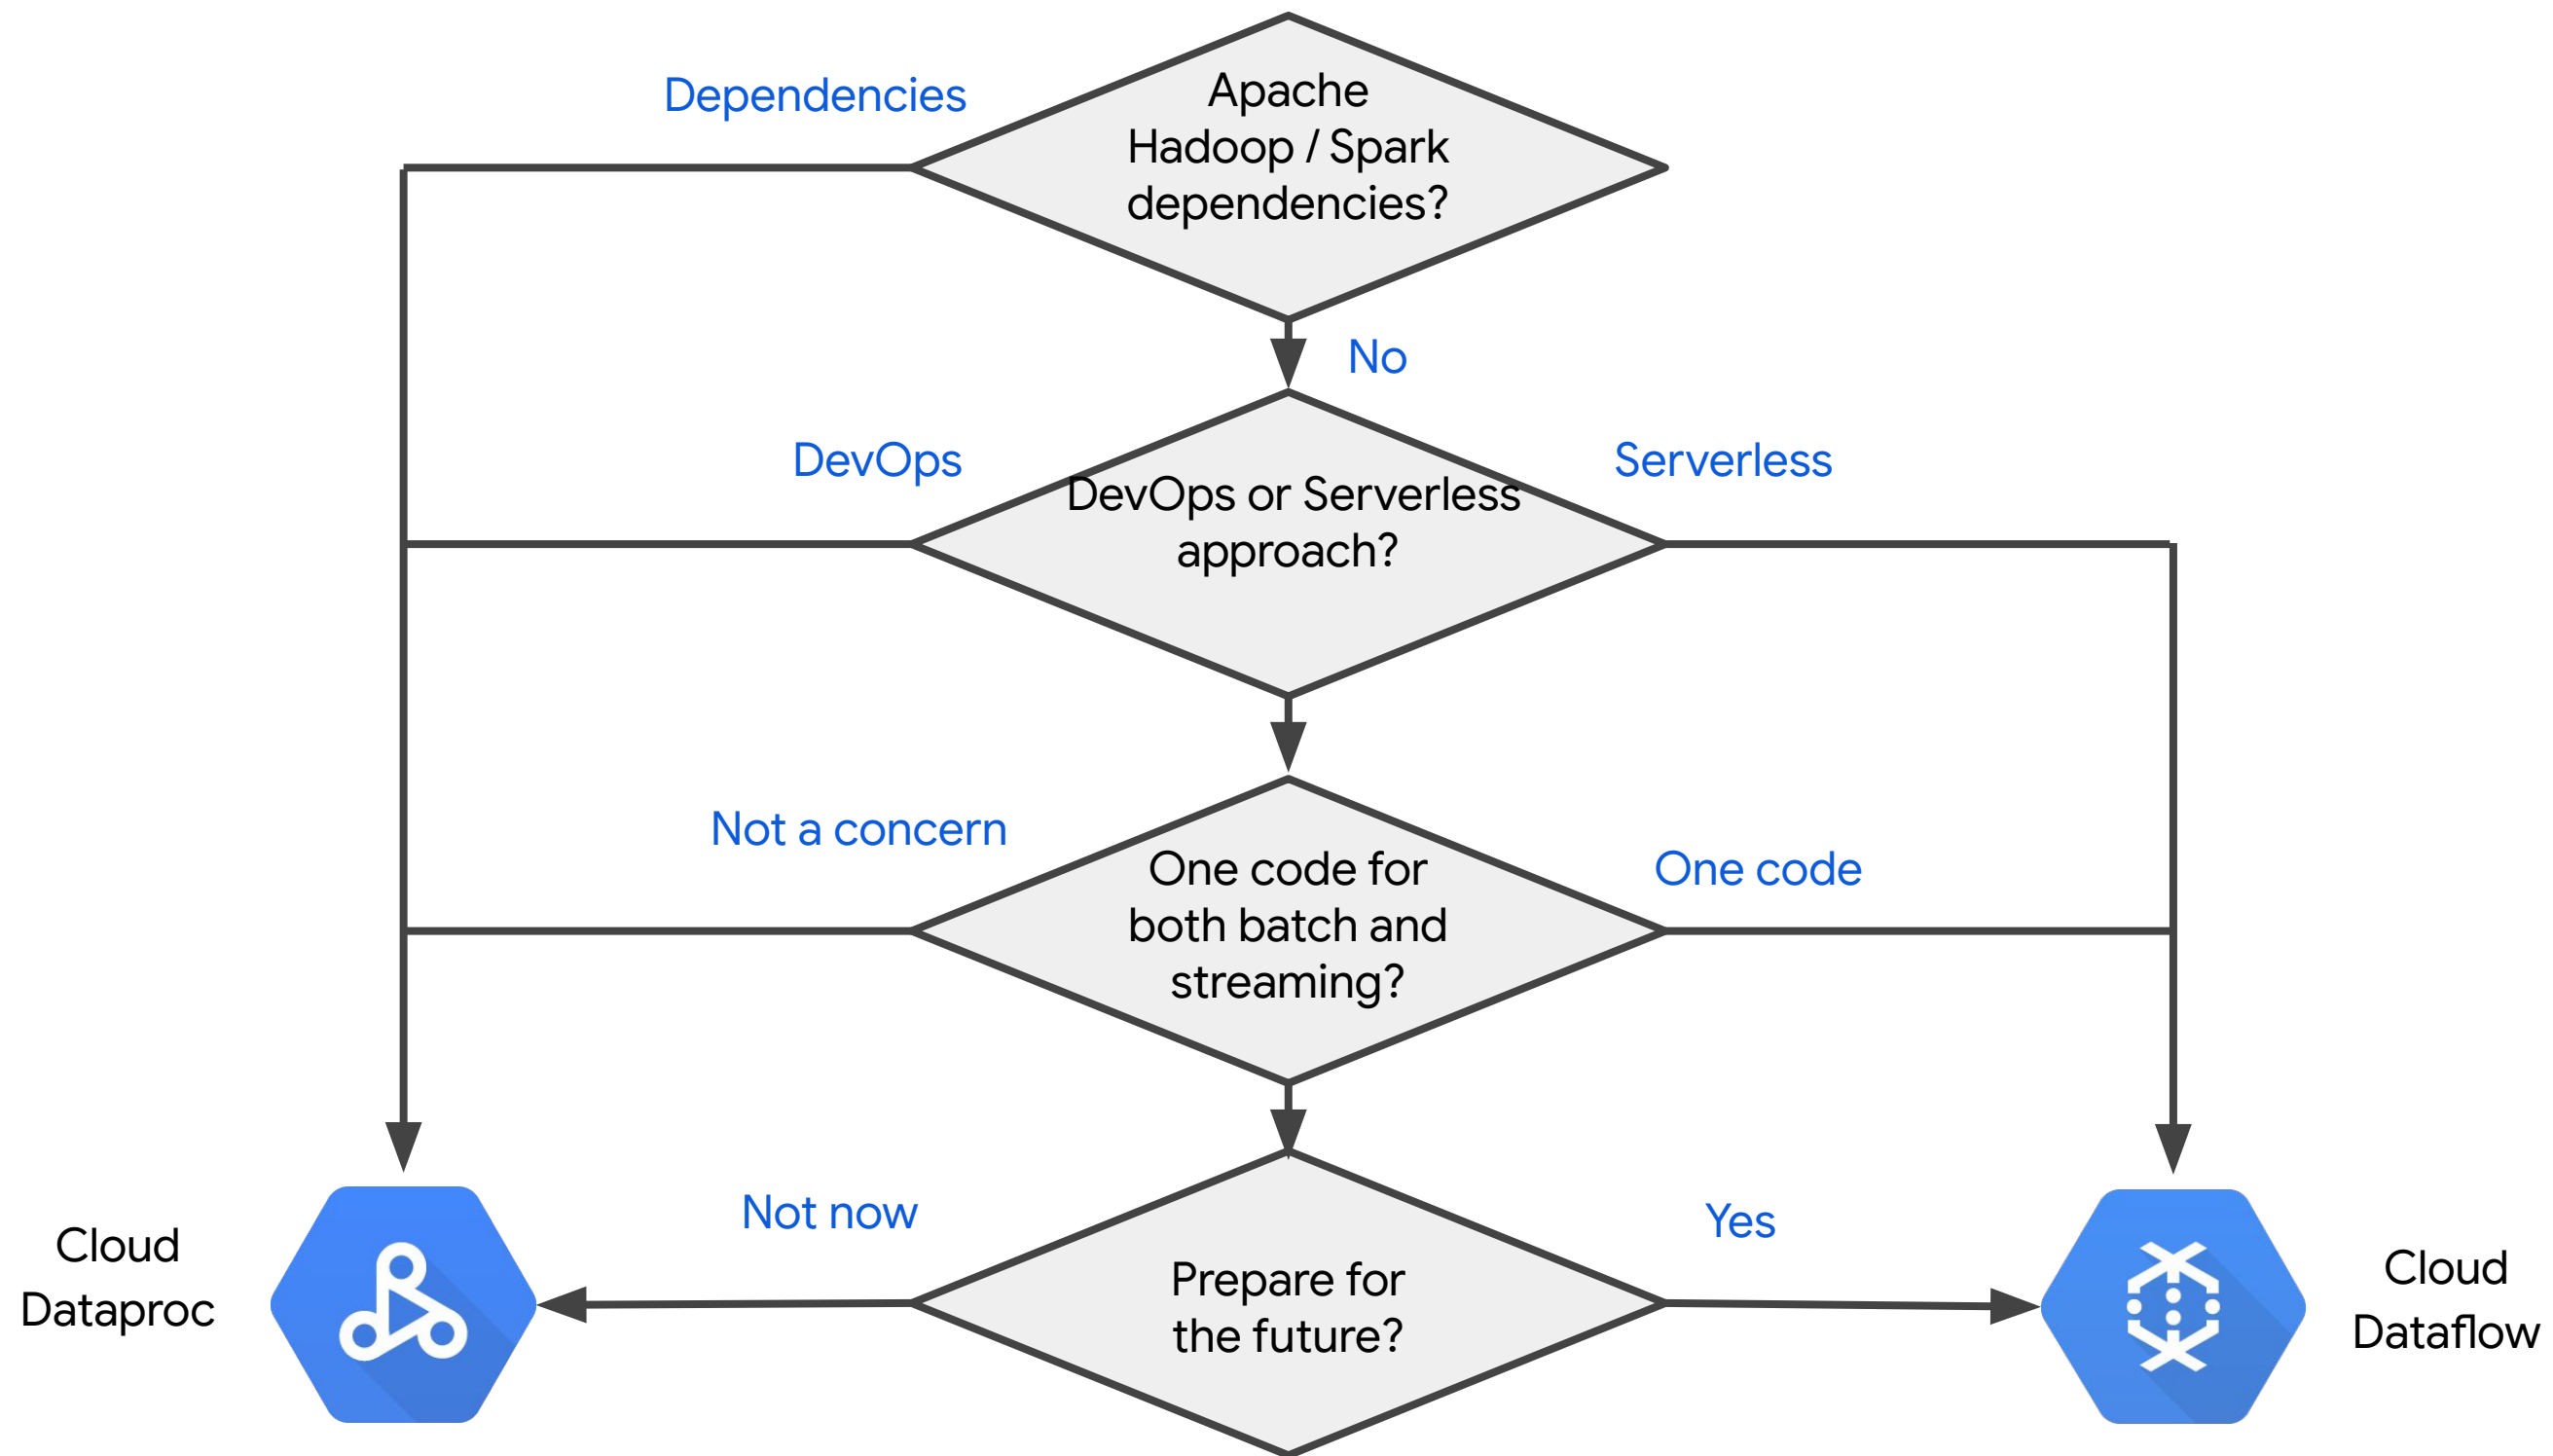 Dependencies
Apache
Hadoop / Spark
dependencies?
No
DevOps
Serverless
DevOps or Serverless
approach?
Not a concern
One code for
both batch and
streaming?
One code
Not now
Yes
Cloud
Dataproc
Prepare for
the future?
Cloud
Dataflow